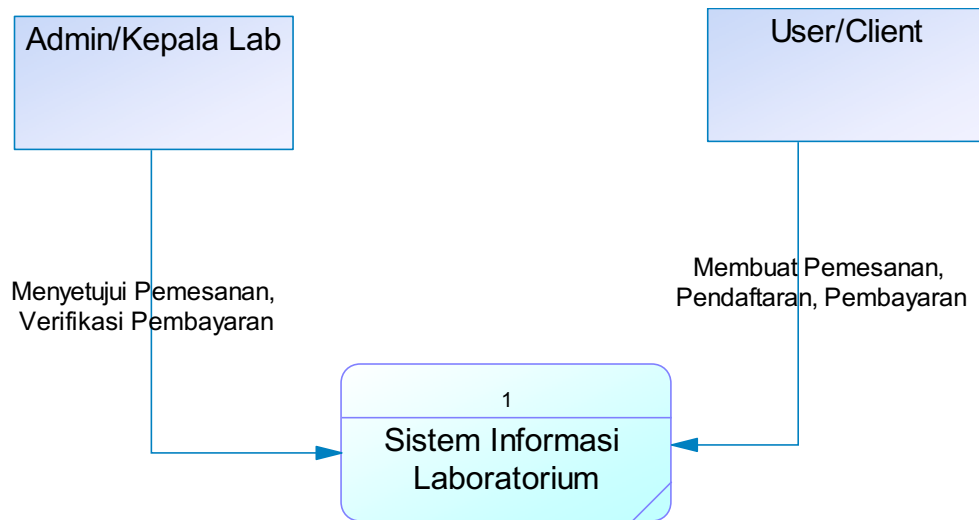 Admin/Kepala Lab
User/Client
Menyetujui Pemesanan,
Verifikasi Pembayaran
Membuat Pemesanan,
Pendaftaran, Pembayaran
1
Sistem Informasi
Laboratorium